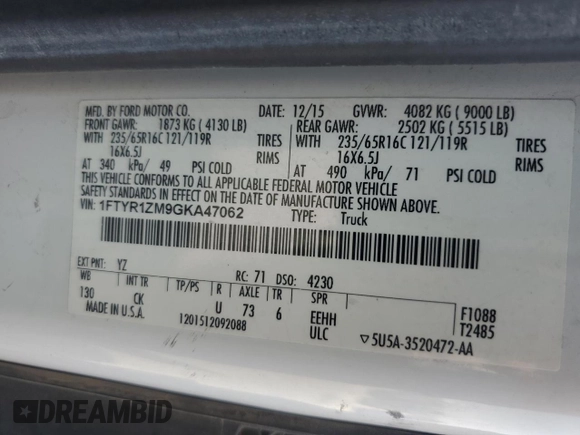 MFD. BY FORD MOTOR CO. DATE: 12/15 GVWR: 4082 KG ( 9000 LB)
FRONT GAWR: 1873 KG ( 4130 LB) REAR GAWR: 2502 KG ( 5515 LB)
WITH 235/65R16C 121/119R TIRES WITH 235/65R16C 121/119R TIRES
16X6.5J RIMS 16X6.5J RIMS
AT 340 kPa/ 49 PSI COLD AT 490 kPa/ 71 PSI COLD
THIS VEHICLE CONFORMS TO ALL APPLICABLE FEDERAL MOTOR VEHICLE
SAFETY STANDARDS IN EFFECT ON THE DATE OF MANUFACTURE SHOWN ABOVE.
VIN: 1FTYR1ZM9GKA47062 TYPE: Truck
EXT PNT: YZ RC: 71 DSO: 4230
WB INT TR TP/PS R AXLE TR SPR F1088
130 CK U 73 6 EEHH T2485
MADE IN U.S.A. 1201512092088 ULC ▽5U5A-3520472-AA
DREAMBID